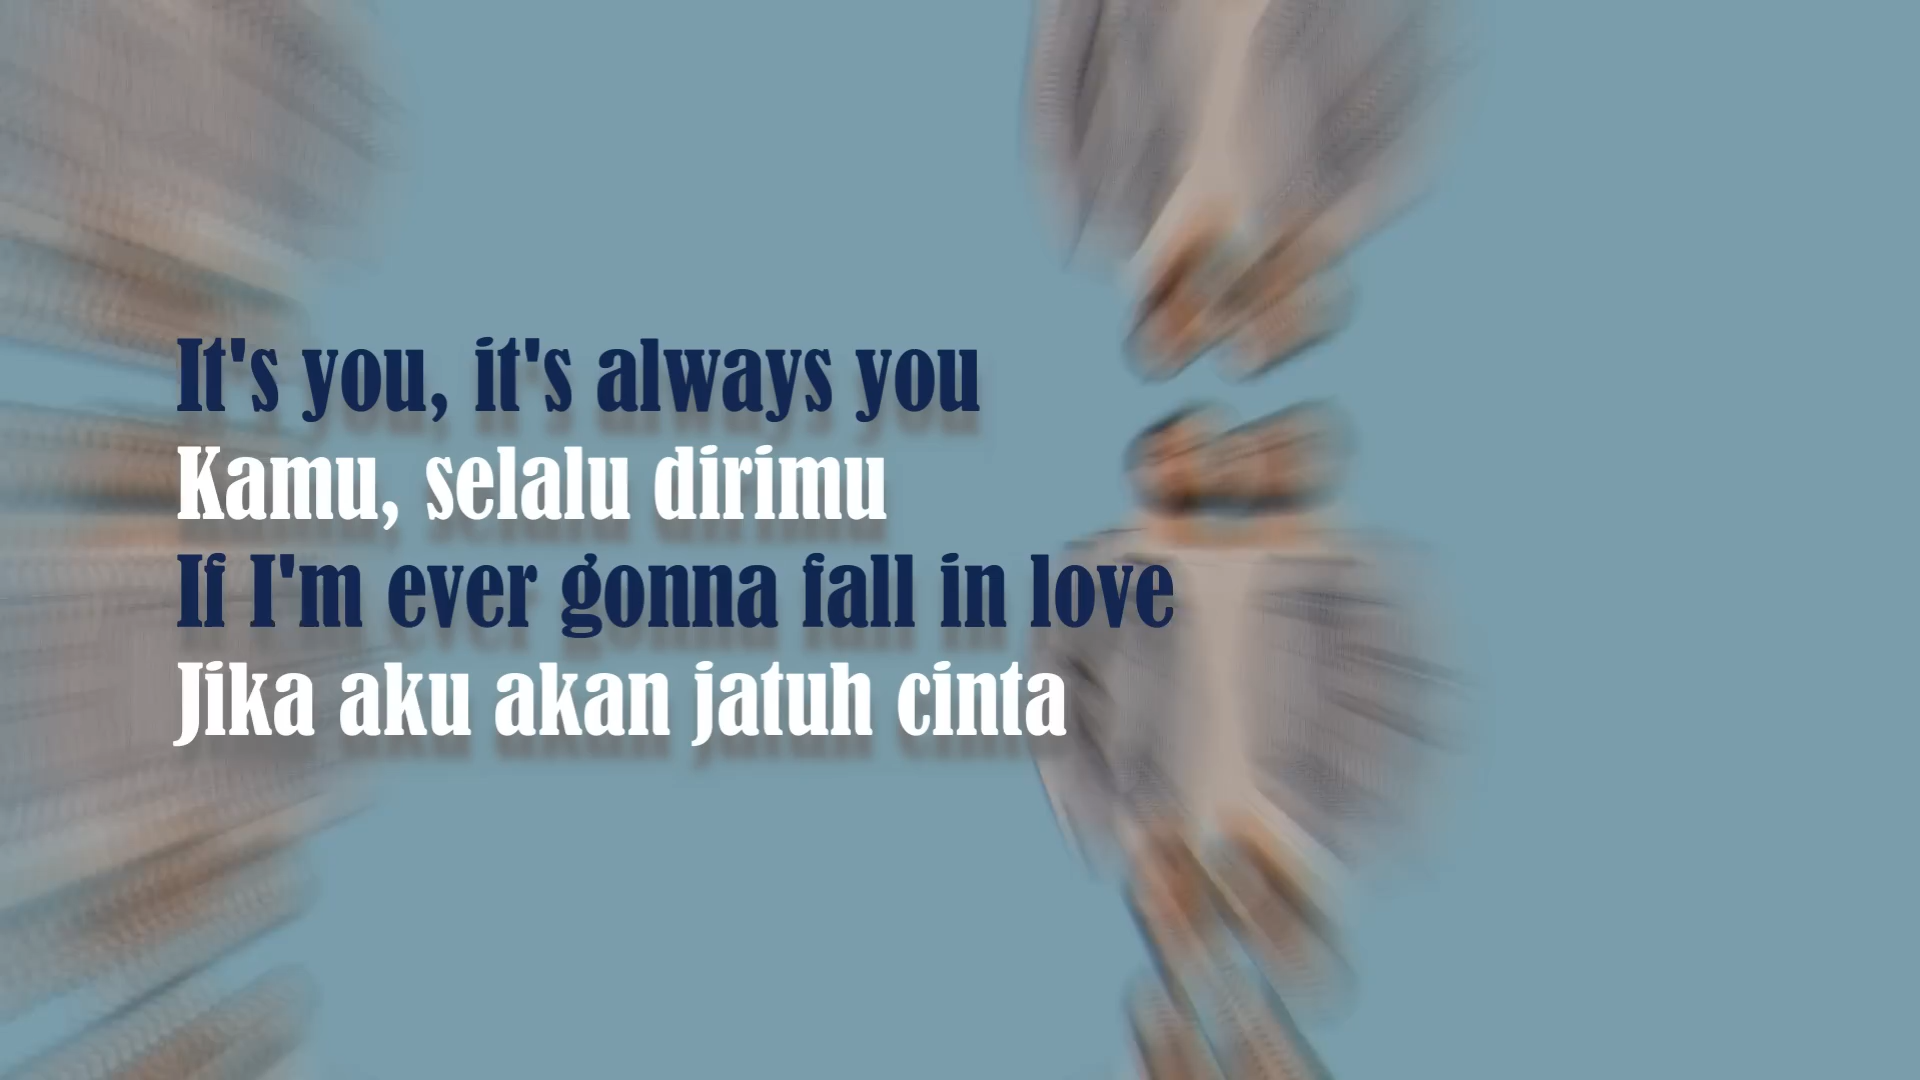 It's you, it's always you
Kamu, selalu dirimu
If I'm ever gonna fall in love
Jika aku akan jatuh cinta